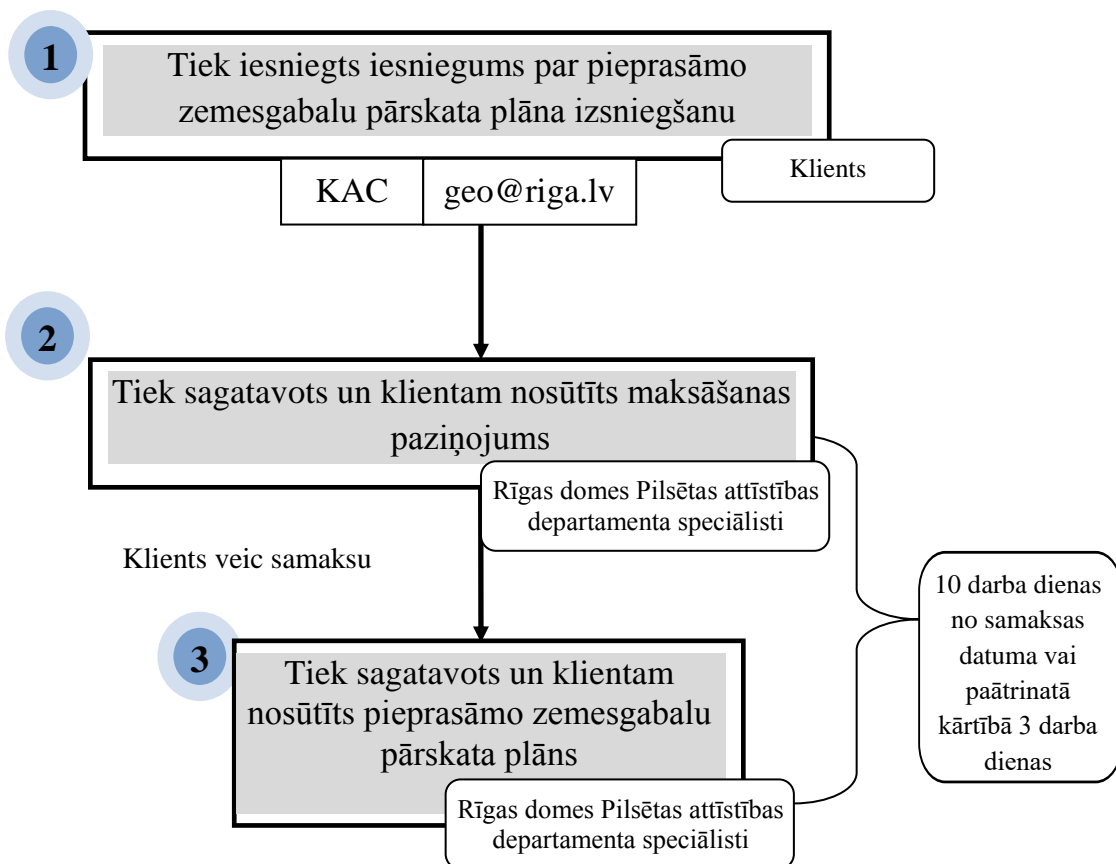 1
Tiek iesniegts iesniegums par pieprasāmo
zemesgabalu pārskata plāna izsniegšanu
Klients
KAC
geo@riga.lv
2
Tiek sagatavots un klientam nosūtīts maksāšanas
paziņojums
Rīgas domes Pilsētas attīstības
departamenta speciālisti
Klients veic samaksu
10 darba dienas
no samaksas
datuma vai
paātrinatā
kārtībā 3 darba
dienas
3
Tiek sagatavots un klientam
nosūtīts pieprasāmo zemesgabalu
pārskata plāns
Rīgas domes Pilsētas attīstības
departamenta speciālisti